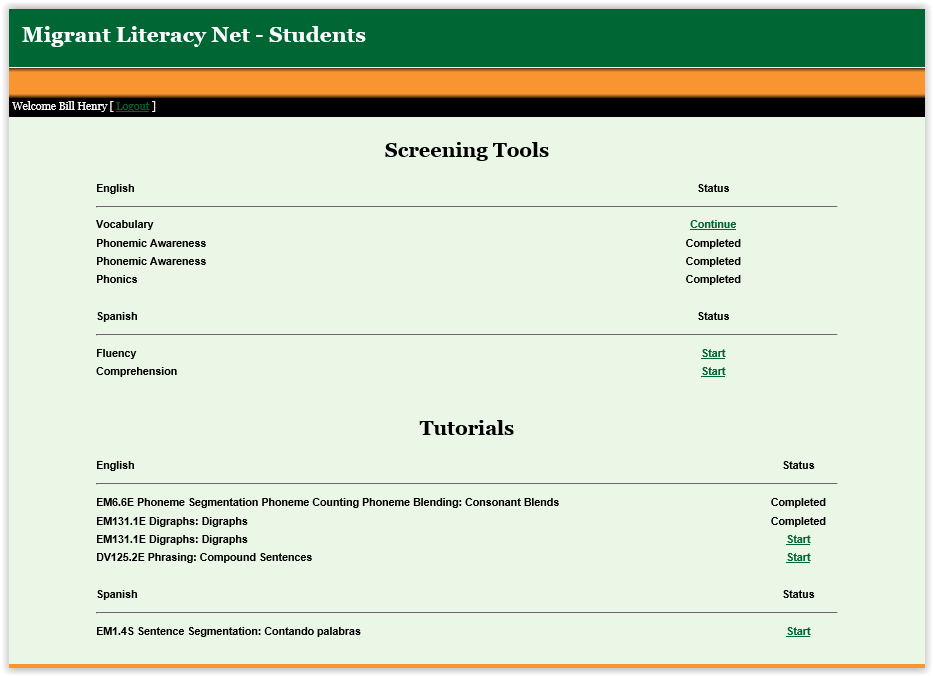 Migrant Literacy Net - Students
Welcome Bill Henry [ Logout ]
Screening Tools
English Status
Vocabulary Continue
Phonemic Awareness Completed
Phonemic Awareness Completed
Phonics Completed
Spanish Status
Fluency Start
Comprehension Start
Tutorials
English Status
EM6.6E Phoneme Segmentation Phoneme Counting Phoneme Blending: Consonant Blends Completed
EM131.1E Digraphs: Digraphs Completed
EM131.1E Digraphs: Digraphs Start
DV125.2E Phrasing: Compound Sentences Start
Spanish Status
EM1.4S Sentence Segmentation: Contando palabras Start